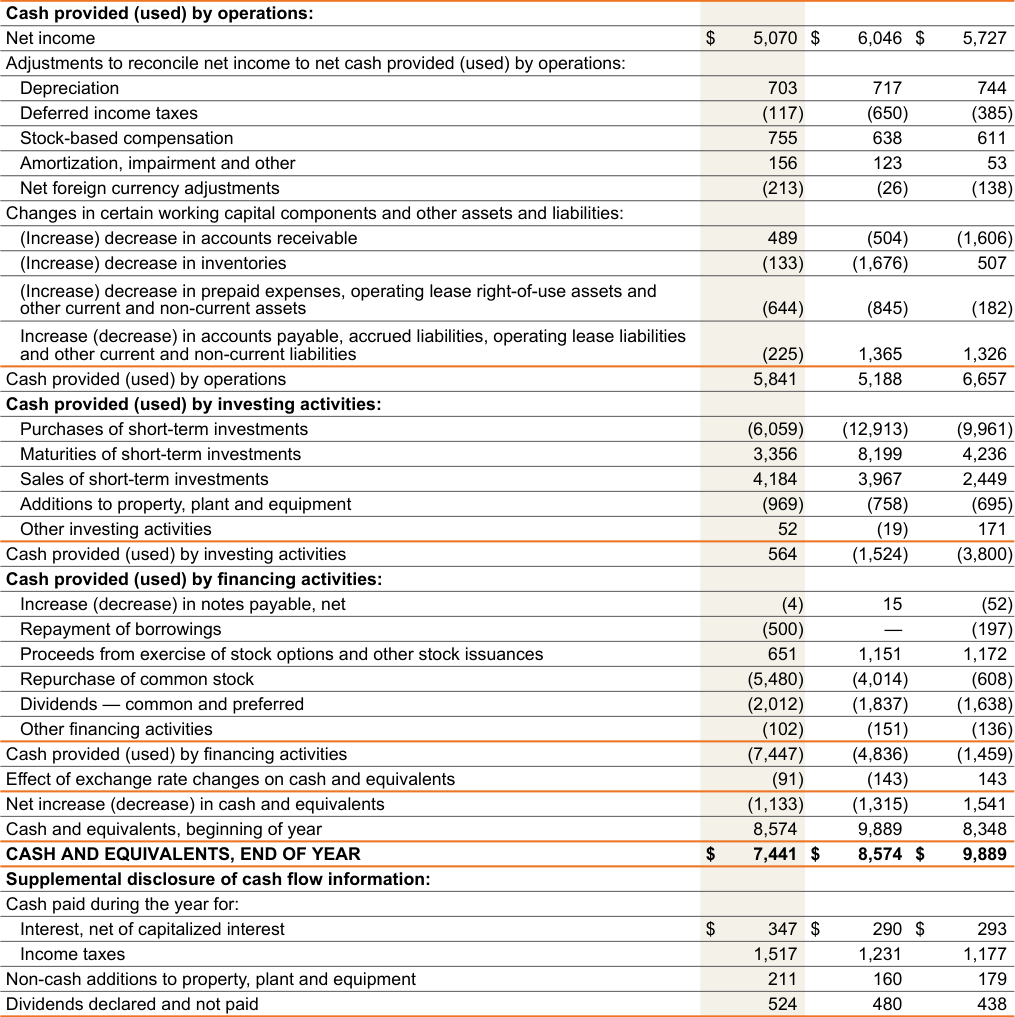 Cash provided (used) by operations:
Net income $ 5,070 $ 6,046 $ 5,727
Adjustments to reconcile net income to net cash provided (used) by operations:
Depreciation 703 717 744
Deferred income taxes (117) (650) (385)
Stock-based compensation 755 638 611
Amortization, impairment and other 156 123 53
Net foreign currency adjustments (213) (26) (138)
Changes in certain working capital components and other assets and liabilities:
(Increase) decrease in accounts receivable 489 (504) (1,606)
(Increase) decrease in inventories (133) (1,676) 507
(Increase) decrease in prepaid expenses, operating lease right-of-use assets and
other current and non-current assets (644) (845) (182)
Increase (decrease) in accounts payable, accrued liabilities, operating lease liabilities
and other current and non-current liabilities (225) 1,365 1,326
Cash provided (used) by operations 5,841 5,188 6,657
Cash provided (used) by investing activities:
Purchases of short-term investments (6,059) (12,913) (9,961)
Maturities of short-term investments 3,356 8,199 4,236
Sales of short-term investments 4,184 3,967 2,449
Additions to property, plant and equipment (969) (758) (695)
Other investing activities 52 (19) 171
Cash provided (used) by investing activities 564 (1,524) (3,800)
Cash provided (used) by financing activities:
Increase (decrease) in notes payable, net (4) 15 (52)
Repayment of borrowings (500) — (197)
Proceeds from exercise of stock options and other stock issuances 651 1,151 1,172
Repurchase of common stock (5,480) (4,014) (608)
Dividends — common and preferred (2,012) (1,837) (1,638)
Other financing activities (102) (151) (136)
Cash provided (used) by financing activities (7,447) (4,836) (1,459)
Effect of exchange rate changes on cash and equivalents (91) (143) 143
Net increase (decrease) in cash and equivalents (1,133) (1,315) 1,541
Cash and equivalents, beginning of year 8,574 9,889 8,348
CASH AND EQUIVALENTS, END OF YEAR $ 7,441 $ 8,574 $ 9,889
Supplemental disclosure of cash flow information:
Cash paid during the year for:
Interest, net of capitalized interest $ 347 $ 290 $ 293
Income taxes 1,517 1,231 1,177
Non-cash additions to property, plant and equipment 211 160 179
Dividends declared and not paid 524 480 438